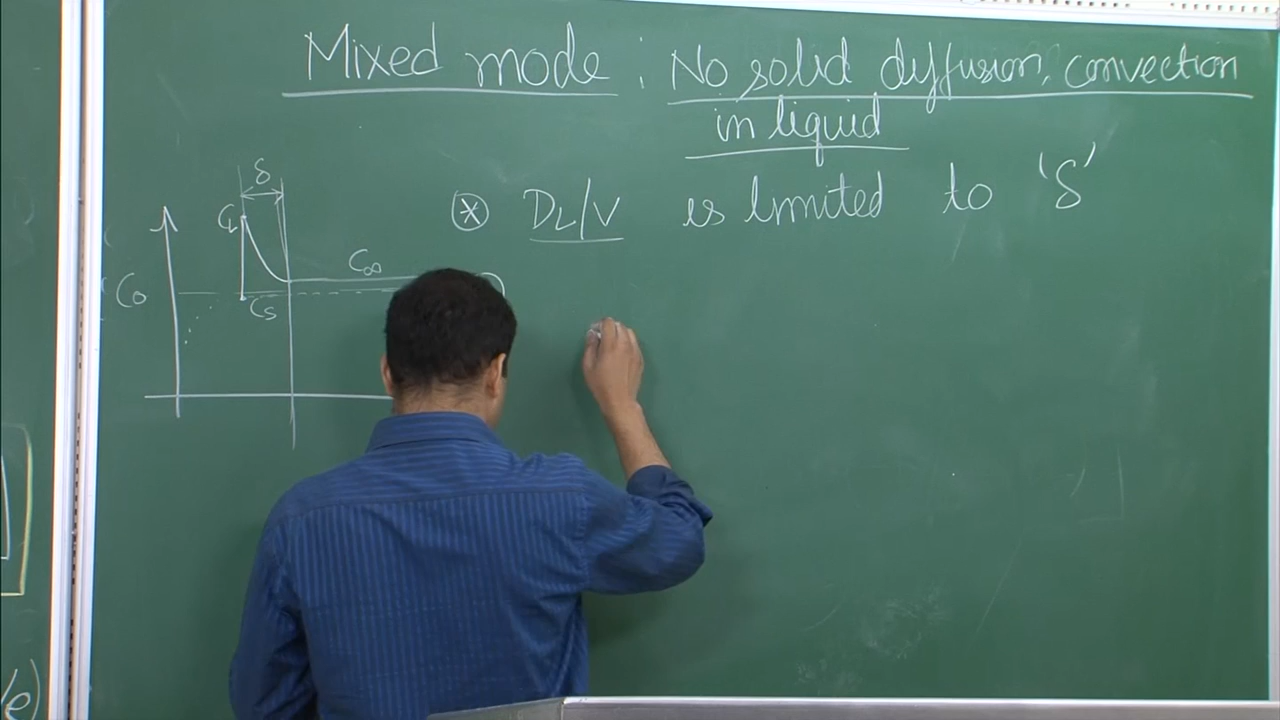 Mixed mode : No solid diffusion, convection
in liquid
δ
⊛ DL/V is limited to 'δ'
CL
C∞
C0
CS